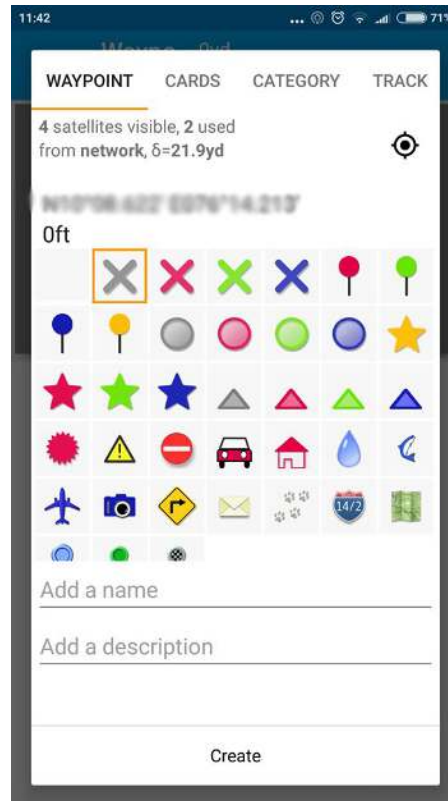 11:42 ... 71%
WAYPOINT CARDS CATEGORY TRACK
4 satellites visible, 2 used
from network, δ=21.9yd
0ft
14/2
Add a name
Add a description
Create